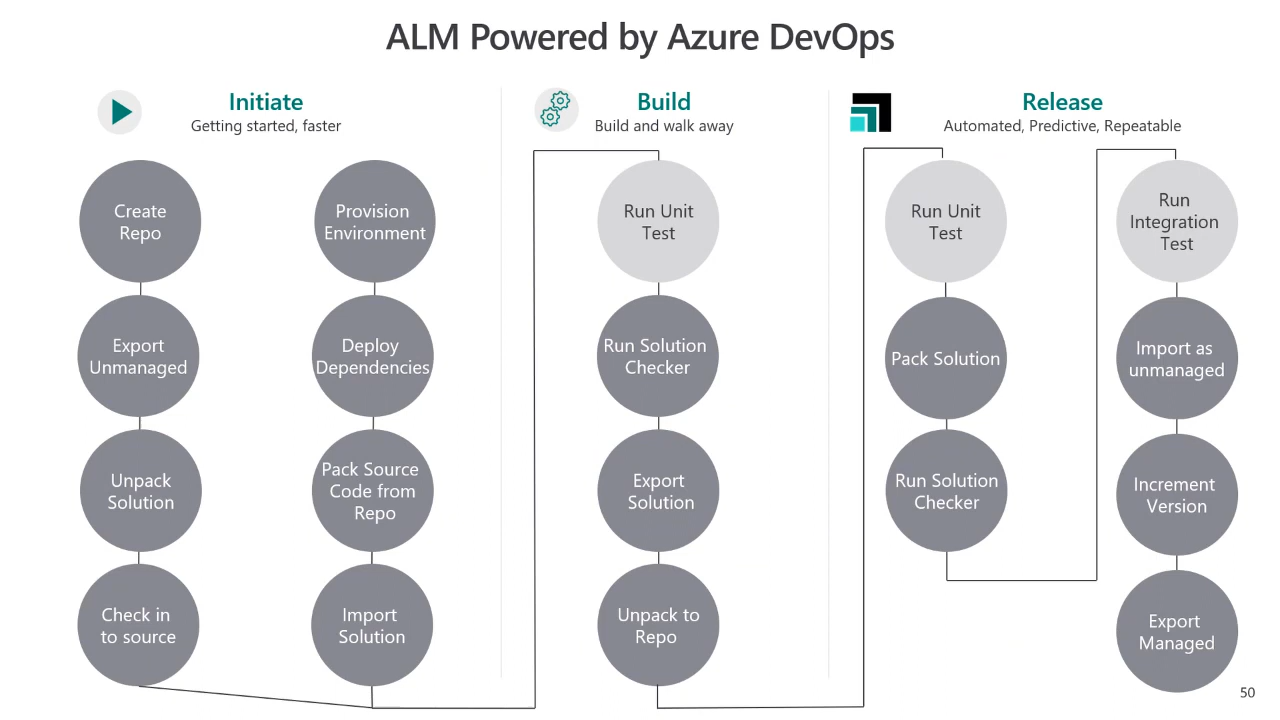 ALM Powered by Azure DevOps
Initiate
Getting started, faster
Create
Repo
Export
Unmanaged
Unpack
Solution
Check in
to source
Provision
Environment
Deploy
Dependencies
Pack Source
Code from
Repo
Import
Solution
Build
Build and walk away
Run Unit
Test
Run Solution
Checker
Export
Solution
Unpack to
Repo
Release
Automated, Predictive, Repeatable
Run Unit
Test
Pack Solution
Run Solution
Checker
Run
Integration
Test
Import as
unmanaged
Increment
Version
Export
Managed
50